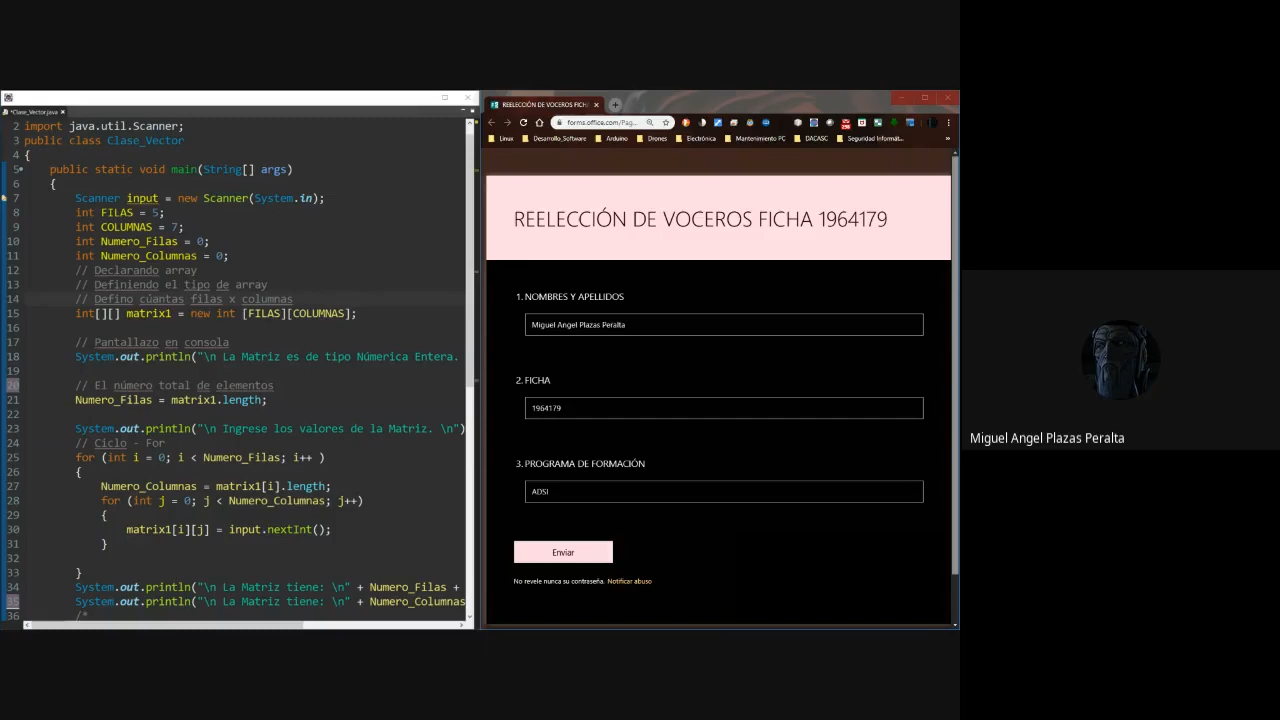 *Clase_Vector.java
2 import java.util.Scanner;
3 public class Clase_Vector
4 {
5 public static void main(String[] args)
6 {
7 Scanner input = new Scanner(System.in);
8 int FILAS = 5;
9 int COLUMNAS = 7;
10 int Numero_Filas = 0;
11 int Numero_Columnas = 0;
12 // Declarando array
13 // Definiendo el tipo de array
14 // Defino cúantas filas x columnas
15 int[][] matrix1 = new int [FILAS][COLUMNAS];
16
17 // Pantallazo en consola
18 System.out.println("\n La Matriz es de tipo Númerica Entera.
20 // El número total de elementos
21 Numero_Filas = matrix1.length;
22
23 System.out.println("\n Ingrese los valores de la Matriz. \n")
24 // Ciclo - For
25 for (int i = 0; i < Numero_Filas; i++ )
26 {
27 Numero_Columnas = matrix1[i].length;
28 for (int j = 0; j < Numero_Columnas; j++)
29 {
30 matrix1[i][j] = input.nextInt();
31 }
32
33 }
34 System.out.println("\n La Matriz tiene: \n" + Numero_Filas +
35 System.out.println("\n La Matriz tiene: \n" + Numero_Columnas
36 /*
REELECCIÓN DE VOCEROS FICHA
forms.office.com/Pag...
Linux Desarrollo_Software Arduino Drones Electrónica Mantenimiento PC DACASC Seguridad Informát... »
REELECCIÓN DE VOCEROS FICHA 1964179
1. NOMBRES Y APELLIDOS
Miguel Angel Plazas Peralta
2. FICHA
1964179
3. PROGRAMA DE FORMACIÓN
ADSI
Enviar
No revele nunca su contraseña. Notificar abuso
Miguel Angel Plazas Peralta